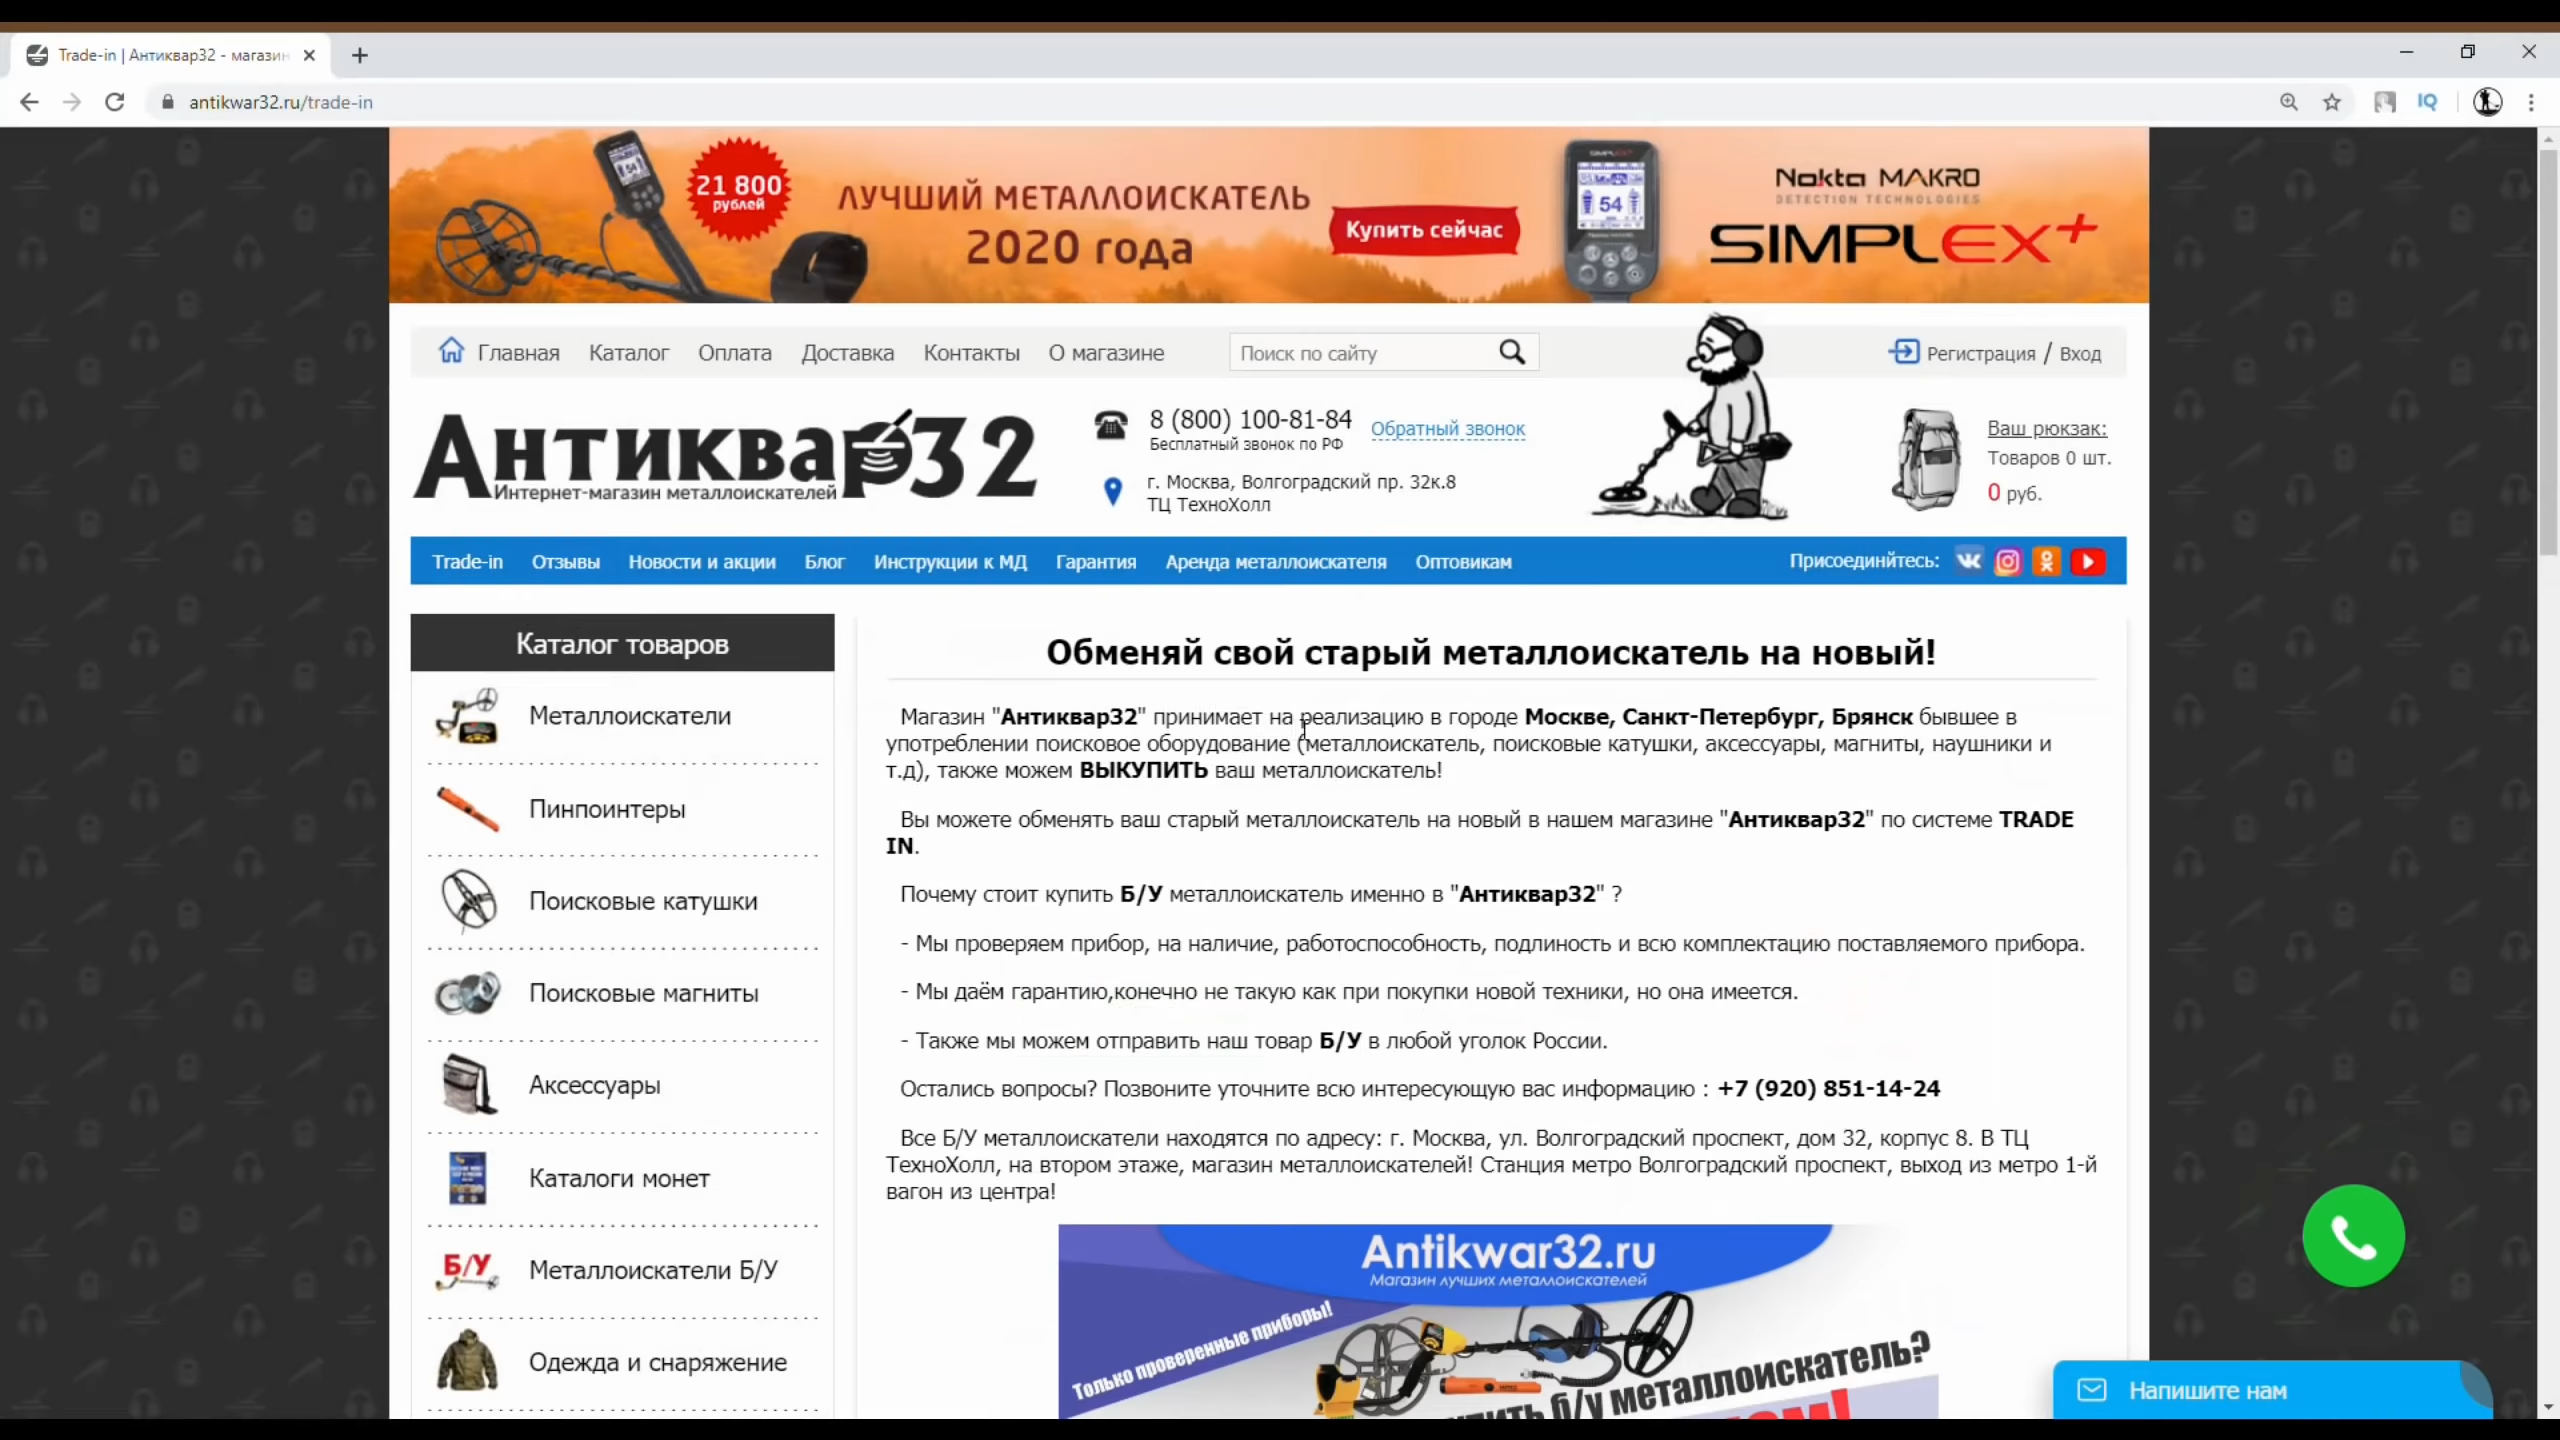 Trade-in | Антиквар32 - магазин
antikwar32.ru/trade-in
IQ
21 800
рублей
ЛУЧШИЙ МЕТАЛЛОИСКАТЕЛЬ
2020 года
Купить сейчас
54
54
Nokta MAKRO
DETECTION TECHNOLOGIES
SIMPLEX+
Главная
Каталог
Оплата
Доставка
Контакты
О магазине
Поиск по сайту
Регистрация / Вход
Антиквар32
Интернет-магазин металлоискателей
8 (800) 100-81-84
Бесплатный звонок по РФ
Обратный звонок
г. Москва, Волгоградский пр. 32к.8
ТЦ ТехноХолл
Ваш рюкзак:
Товаров 0 шт.
0 руб.
Trade-in
Отзывы
Новости и акции
Блог
Инструкции к МД
Гарантия
Аренда металлоискателя
Оптовикам
Присоединйтесь:
Каталог товаров
Металлоискатели
Пинпоинтеры
Поисковые катушки
Поисковые магниты
Аксессуары
Каталоги монет
Б/У
Металлоискатели Б/У
Одежда и снаряжение
Обменяй свой старый металлоискатель на новый!
Магазин "Антиквар32" принимает на реализацию в городе Москве, Санкт-Петербург, Брянск бывшее в
употреблении поисковое оборудование (металлоискатель, поисковые катушки, аксессуары, магниты, наушники и
т.д), также можем ВЫКУПИТЬ ваш металлоискатель!
Вы можете обменять ваш старый металлоискатель на новый в нашем магазине "Антиквар32" по системе TRADE
IN.
Почему стоит купить Б/У металлоискатель именно в "Антиквар32" ?
- Мы проверяем прибор, на наличие, работоспособность, подлиность и всю комплектацию поставляемого прибора.
- Мы даём гарантию,конечно не такую как при покупки новой техники, но она имеется.
- Также мы можем отправить наш товар Б/У в любой уголок России.
Остались вопросы? Позвоните уточните всю интересующую вас информацию : +7 (920) 851-14-24
Все Б/У металлоискатели находятся по адресу: г. Москва, ул. Волгоградский проспект, дом 32, корпус 8. В ТЦ
ТехноХолл, на втором этаже, магазин металлоискателей! Станция метро Волгоградский проспект, выход из метро 1-й
вагон из центра!
Antikwar32.ru
Магазин лучших металлоискателей
Только проверенные приборы!
б/у металлоискатель?
Напишите нам